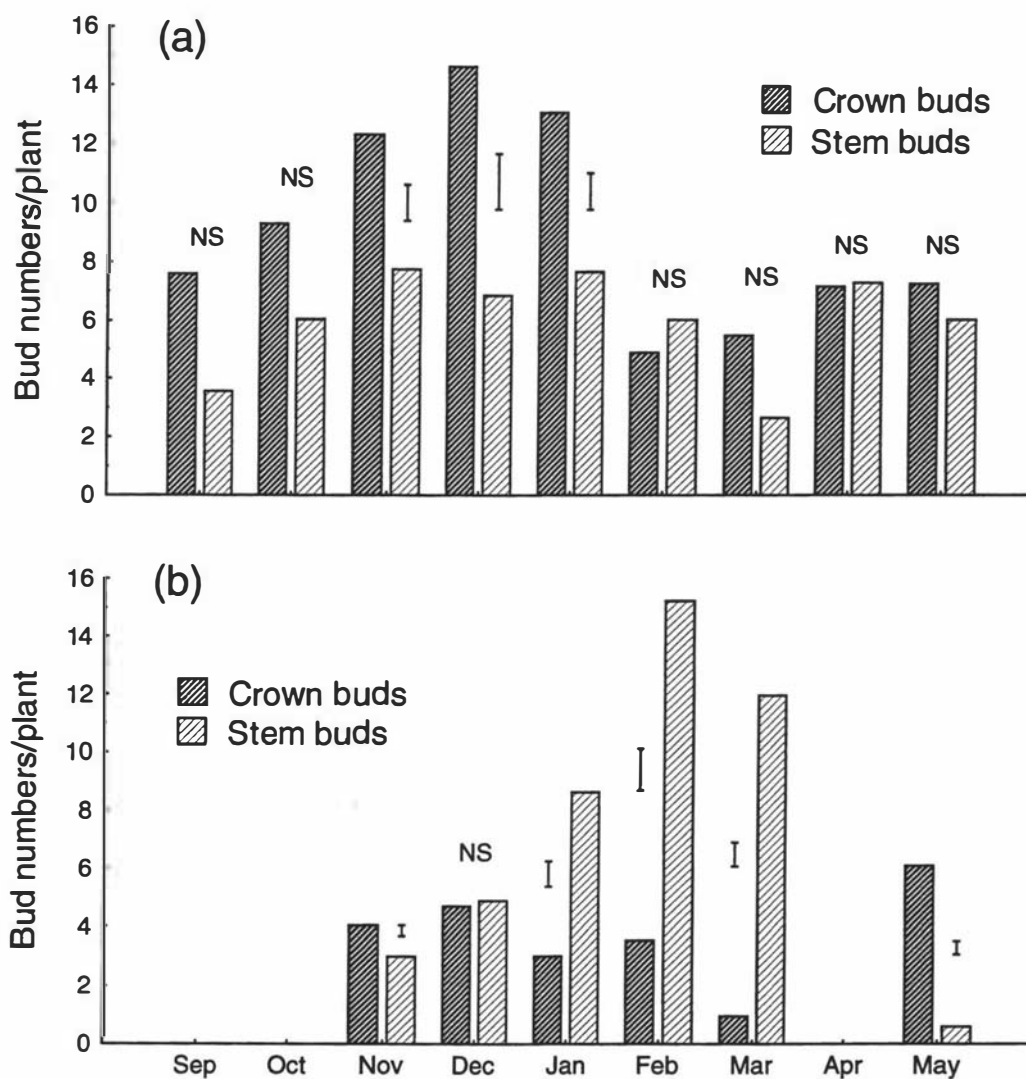 (a)
Bud numbers/plant
16
14
12
10
8
6
4
2
0
Crown buds
Stem buds
NS
NS
NS
NS
NS
NS
(b)
Bud numbers/plant
16
14
12
10
8
6
4
2
0
Crown buds
Stem buds
NS
Sep Oct Nov Dec Jan Feb Mar Apr May